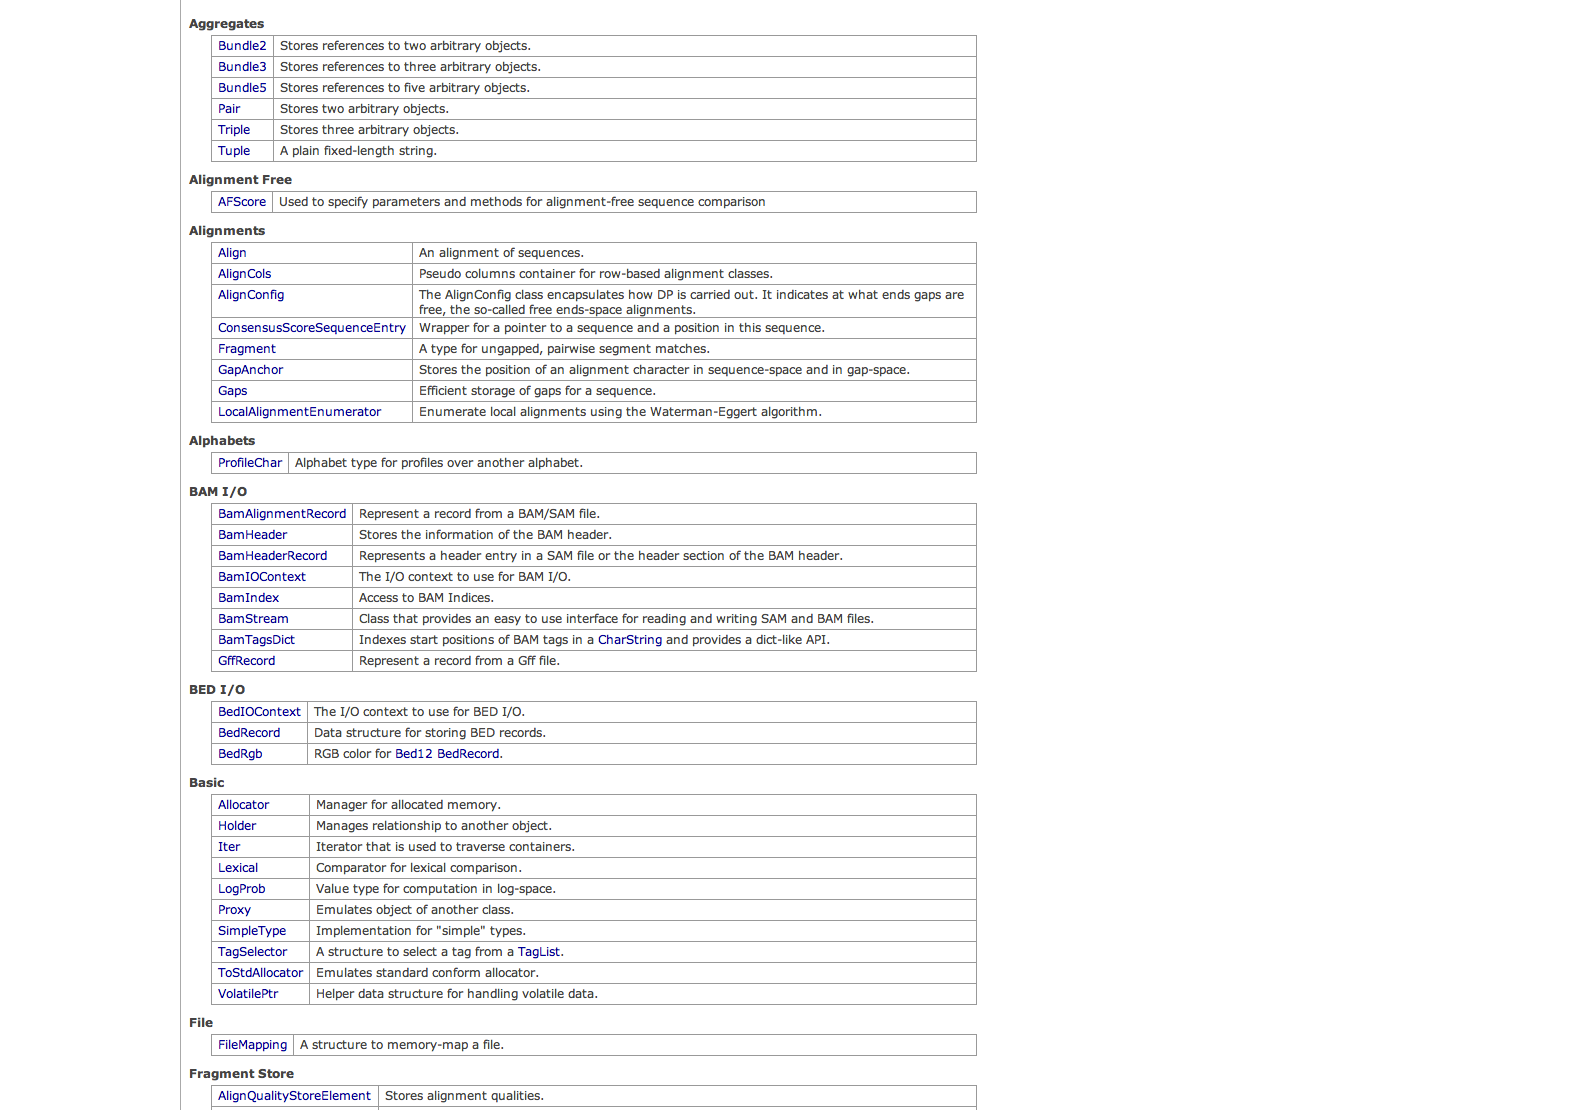 Aggregates
Bundle2 Stores references to two arbitrary objects.
Bundle3 Stores references to three arbitrary objects.
Bundle5 Stores references to five arbitrary objects.
Pair Stores two arbitrary objects.
Triple Stores three arbitrary objects.
Tuple A plain fixed-length string.
Alignment Free
AFScore Used to specify parameters and methods for alignment-free sequence comparison
Alignments
Align An alignment of sequences.
AlignCols Pseudo columns container for row-based alignment classes.
AlignConfig The AlignConfig class encapsulates how DP is carried out. It indicates at what ends gaps are
free, the so-called free ends-space alignments.
ConsensusScoreSequenceEntry Wrapper for a pointer to a sequence and a position in this sequence.
Fragment A type for ungapped, pairwise segment matches.
GapAnchor Stores the position of an alignment character in sequence-space and in gap-space.
Gaps Efficient storage of gaps for a sequence.
LocalAlignmentEnumerator Enumerate local alignments using the Waterman-Eggert algorithm.
Alphabets
ProfileChar Alphabet type for profiles over another alphabet.
BAM I/O
BamAlignmentRecord Represent a record from a BAM/SAM file.
BamHeader Stores the information of the BAM header.
BamHeaderRecord Represents a header entry in a SAM file or the header section of the BAM header.
BamIOContext The I/O context to use for BAM I/O.
BamIndex Access to BAM Indices.
BamStream Class that provides an easy to use interface for reading and writing SAM and BAM files.
BamTagsDict Indexes start positions of BAM tags in a CharString and provides a dict-like API.
GffRecord Represent a record from a Gff file.
BED I/O
BedIOContext The I/O context to use for BED I/O.
BedRecord Data structure for storing BED records.
BedRgb RGB color for Bed12 BedRecord.
Basic
Allocator Manager for allocated memory.
Holder Manages relationship to another object.
Iter Iterator that is used to traverse containers.
Lexical Comparator for lexical comparison.
LogProb Value type for computation in log-space.
Proxy Emulates object of another class.
SimpleType Implementation for "simple" types.
TagSelector A structure to select a tag from a TagList.
ToStdAllocator Emulates standard conform allocator.
VolatilePtr Helper data structure for handling volatile data.
File
FileMapping A structure to memory-map a file.
Fragment Store
AlignQualityStoreElement Stores alignment qualities.